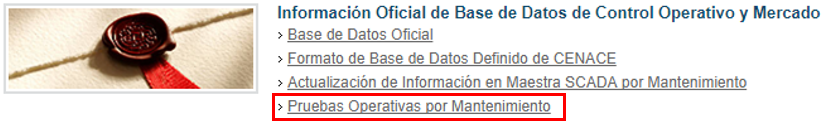 Información Oficial de Base de Datos de Control Operativo y Mercado
› Base de Datos Oficial
› Formato de Base de Datos Definido de CENACE
› Actualización de Información en Maestra SCADA por Mantenimiento
› Pruebas Operativas por Mantenimiento